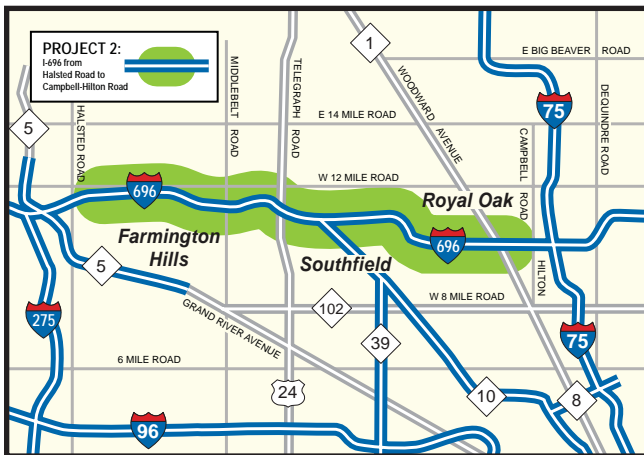 PROJECT 2:
I-696 from
Halsted Road to
Campbell-Hilton Road
5
HALSTED ROAD
MIDDLEBELT
ROAD
TELEGRAPH
ROAD
1
WOODWARD AVENUE
E BIG BEAVER ROAD
DEQUINDRE ROAD
75
E 14 MILE ROAD
CAMPBELL
ROAD
W 12 MILE ROAD
696
Royal Oak
Farmington
Hills
696
Southfield
5
HILTON
275
102
W 8 MILE ROAD
GRAND RIVER AVENUE
39
75
6 MILE ROAD
24
10
8
96